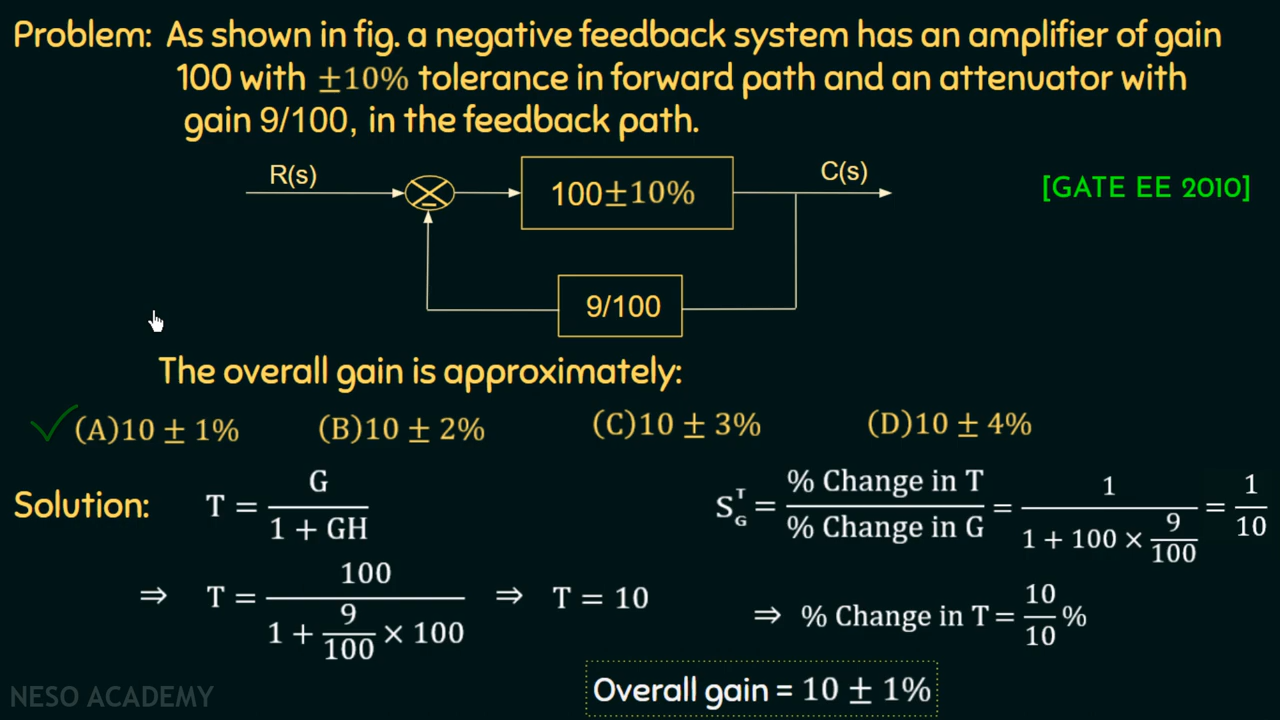 Problem: As shown in fig. a negative feedback system has an amplifier of gain
100 with ±10% tolerance in forward path and an attenuator with
gain 9/100, in the feedback path.
R(s)
100±10%
C(s)
[GATE EE 2010]
9/100
The overall gain is approximately:
(A)10 ± 1% (B)10 ± 2% (C)10 ± 3% (D)10 ± 4%
Solution: T = G / 1 + GH
⇒ T = 100 / 1 + 9/100 × 100 ⇒ T = 10
S^T_G = % Change in T / % Change in G = 1 / 1 + 100 × 9/100 = 1/10
⇒ % Change in T = 10/10 %
Overall gain = 10 ± 1%
NESO ACADEMY